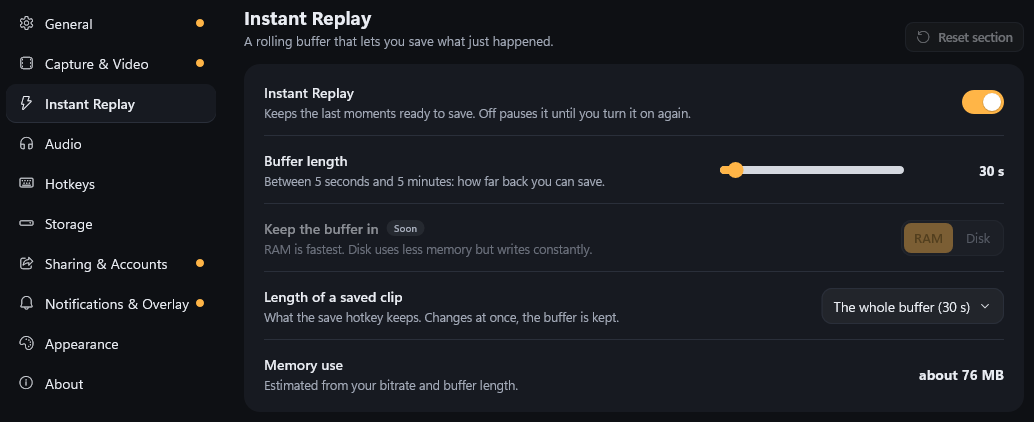 General
Capture & Video
Instant Replay
Audio
Hotkeys
Storage
Sharing & Accounts
Notifications & Overlay
Appearance
About
Instant Replay
A rolling buffer that lets you save what just happened.
Reset section
Instant Replay
Keeps the last moments ready to save. Off pauses it until you turn it on again.
Buffer length
Between 5 seconds and 5 minutes: how far back you can save.
30 s
Keep the buffer in Soon
RAM is fastest. Disk uses less memory but writes constantly.
RAM Disk
Length of a saved clip
What the save hotkey keeps. Changes at once, the buffer is kept.
The whole buffer (30 s)
Memory use
Estimated from your bitrate and buffer length.
about 76 MB